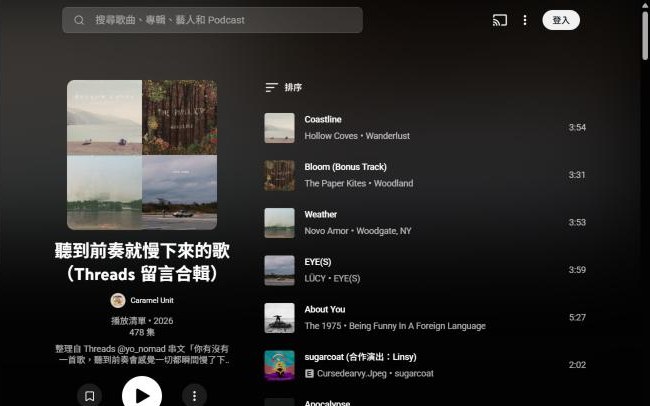 搜尋歌曲、專輯、藝人和 Podcast
登入
聽到前奏就慢下來的歌
（Threads 留言合輯）
Caramel Unit
播放清單 • 2026
478 集
整理自 Threads @yo_nomad 串文「你有沒有
一首歌，聽到前奏會感覺一切都瞬間慢了下..
排序
Coastline
Hollow Coves • Wanderlust
3:54
Bloom (Bonus Track)
The Paper Kites • Woodland
3:31
Weather
Novo Amor • Woodgate, NY
3:53
EYE(S)
LÜCY • EYE(S)
3:59
About You
The 1975 • Being Funny In A Foreign Language
5:27
sugarcoat (合作演出：Linsy)
E Cursedearvy.Jpeg • sugarcoat
2:02
Apocalypse